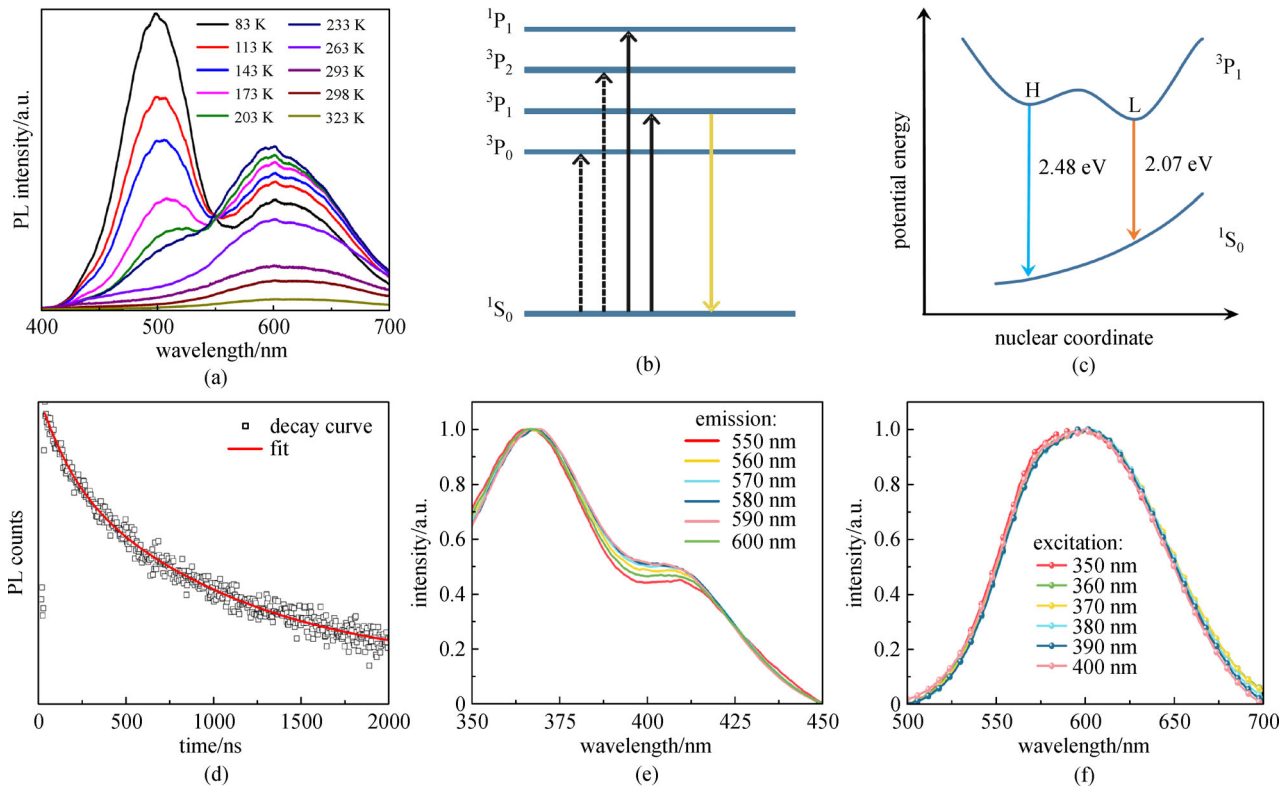 PL intensity/a.u.
83 K
113 K
143 K
173 K
203 K
233 K
263 K
293 K
298 K
323 K
400 500 600 700
wavelength/nm
(a)
¹P₁
³P₂
³P₁
³P₀
¹S₀
(b)
potential energy
H
L
³P₁
2.48 eV
2.07 eV
¹S₀
nuclear coordinate
(c)
PL counts
decay curve
fit
0 500 1000 1500 2000
time/ns
(d)
intensity/a.u.
1.0
0.8
0.6
0.4
0.2
0
emission:
550 nm
560 nm
570 nm
580 nm
590 nm
600 nm
350 375 400 425 450
wavelength/nm
(e)
intensity/a.u.
1.0
0.8
0.6
0.4
0.2
0
excitation:
350 nm
360 nm
370 nm
380 nm
390 nm
400 nm
500 550 600 650 700
wavelength/nm
(f)